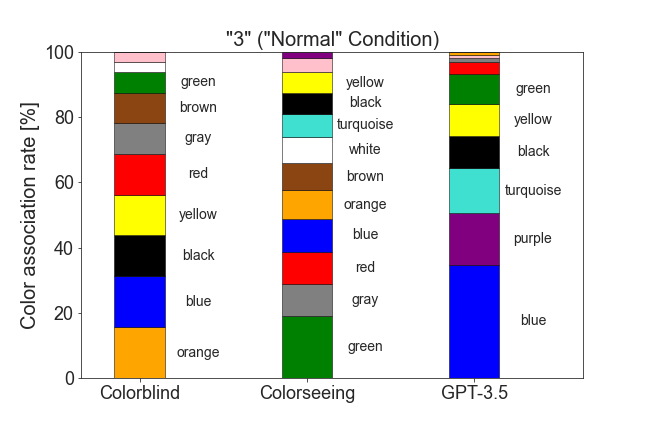 "3" ("Normal" Condition)
Color association rate [%]
100
80
60
40
20
0
green
brown
gray
red
yellow
black
blue
orange
yellow
black
turquoise
white
brown
orange
blue
red
gray
green
green
yellow
black
turquoise
purple
blue
Colorblind
Colorseeing
GPT-3.5